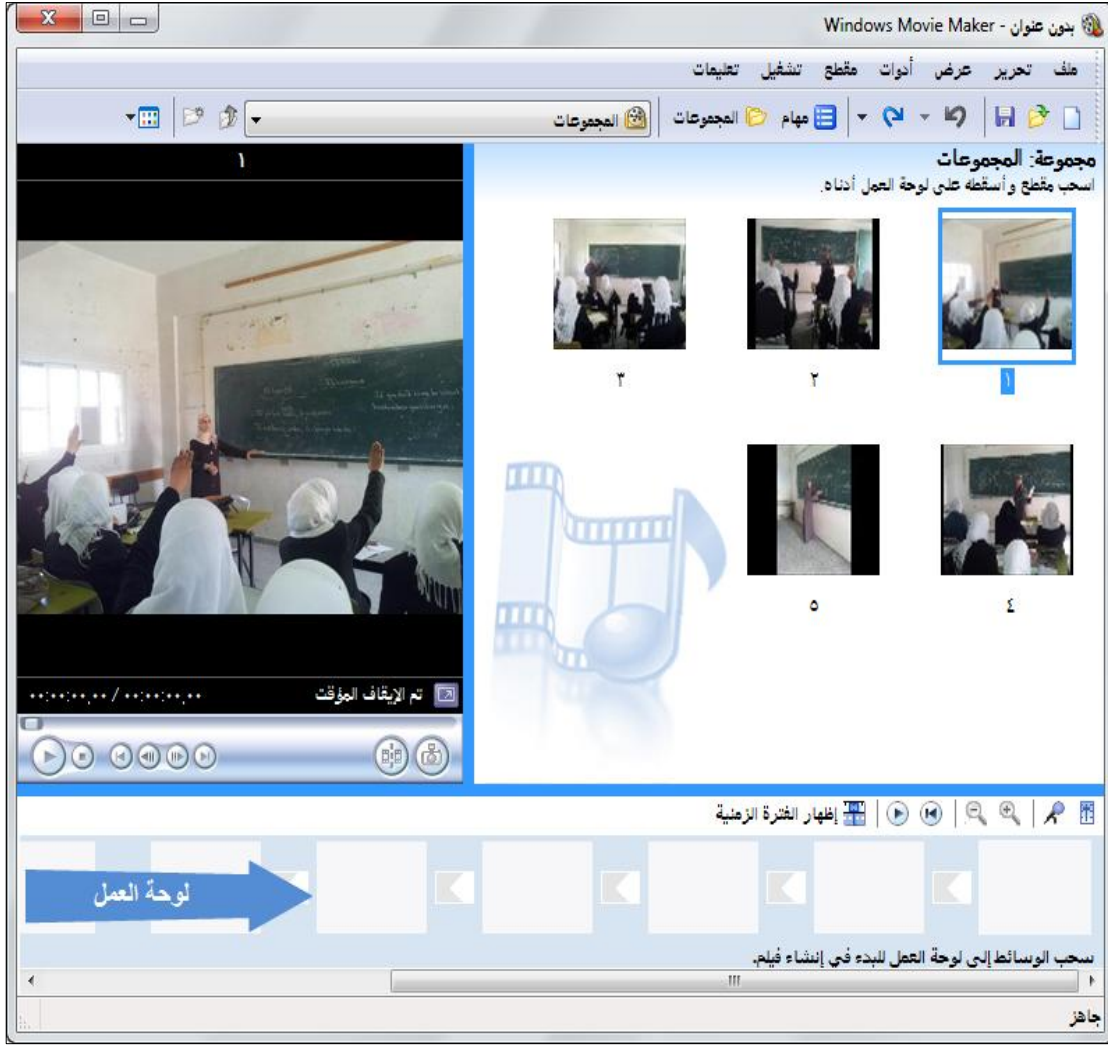 بدون عنوان - Windows Movie Maker
ملف تحرير عرض أدوات مقطع تشغيل تعليمات
مهام المجموعات المجموعات
مجموعة: المجموعات
اسحب مقطع و أسقطه على لوحة العمل أدناه.
١ ٢ ٣
٤ ٥
١
تم الإيقاف المؤقت ٠٠:٠٠:٠٠,٠٠ / ٠٠:٠٠:٠٠,٠٠
إظهار الفترة الزمنية
لوحة العمل
سحب الوسائط إلى لوحة العمل للبدء في إنشاء فيلم.
جاهز